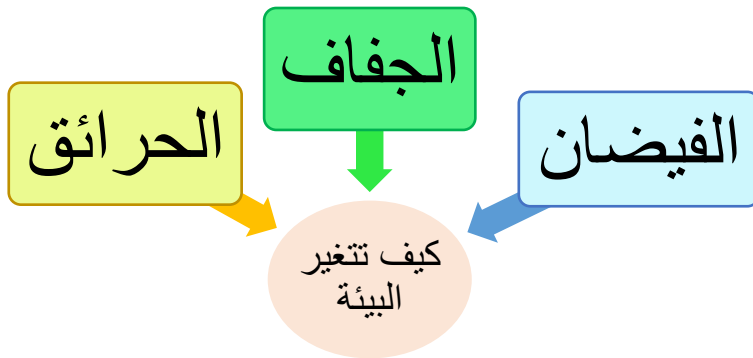 الجفاف
الفيضان
الحرائق
كيف تتغير
البيئة